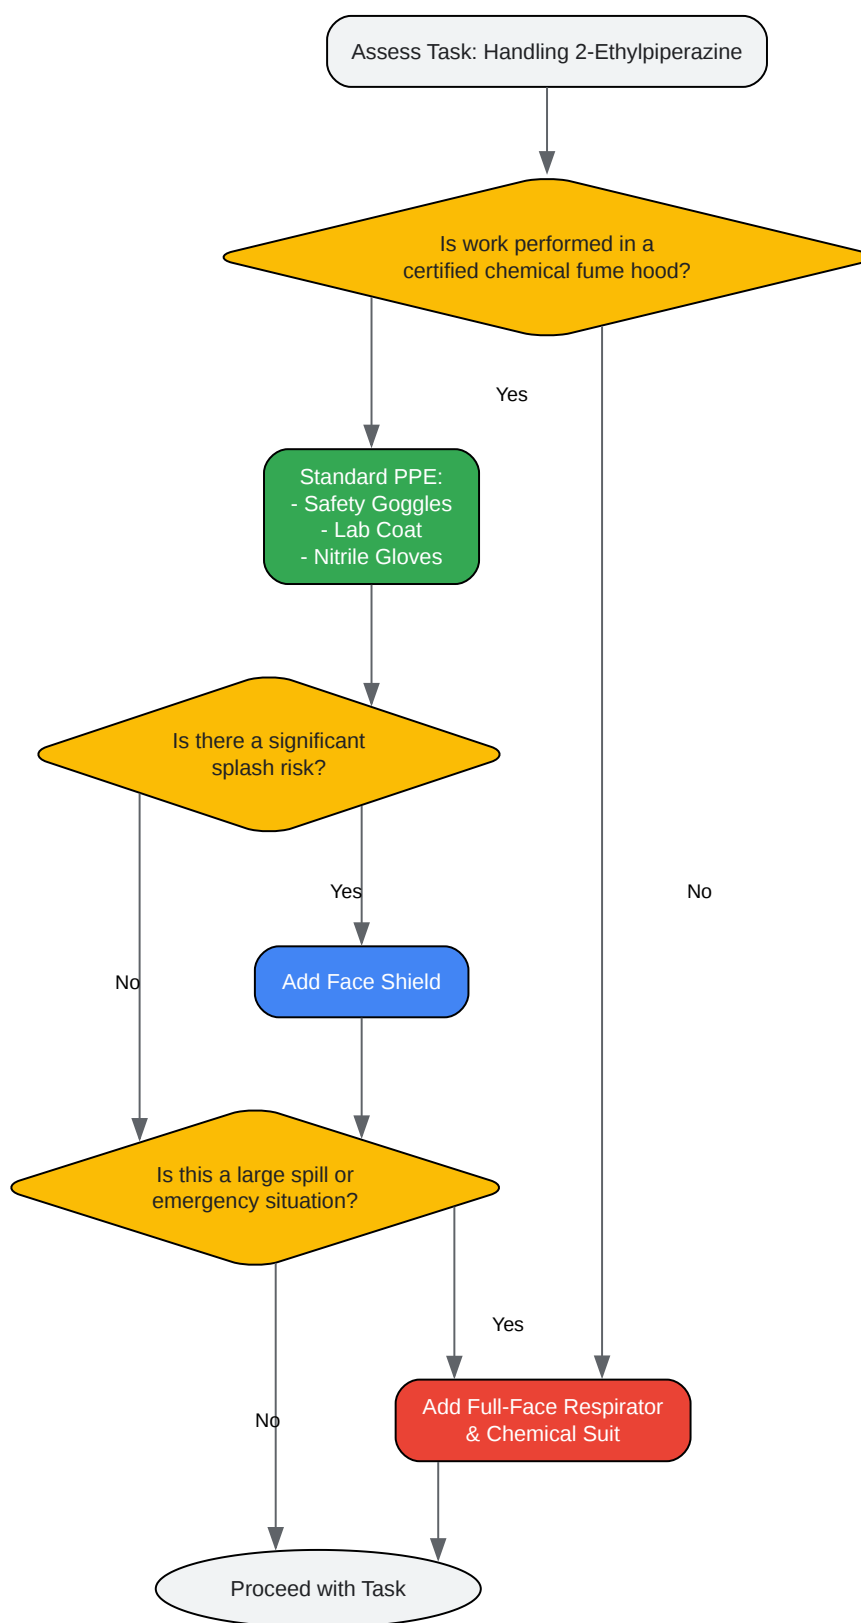 Assess Task: Handling 2-Ethylpiperazine
Is work performed in a
certified chemical fume hood?
Yes
Standard PPE:
- Safety Goggles
- Lab Coat
- Nitrile Gloves
Is there a significant
splash risk?
Yes
No
No
Add Face Shield
Is this a large spill or
emergency situation?
Yes
Add Full-Face Respirator
& Chemical Suit
No
Proceed with Task